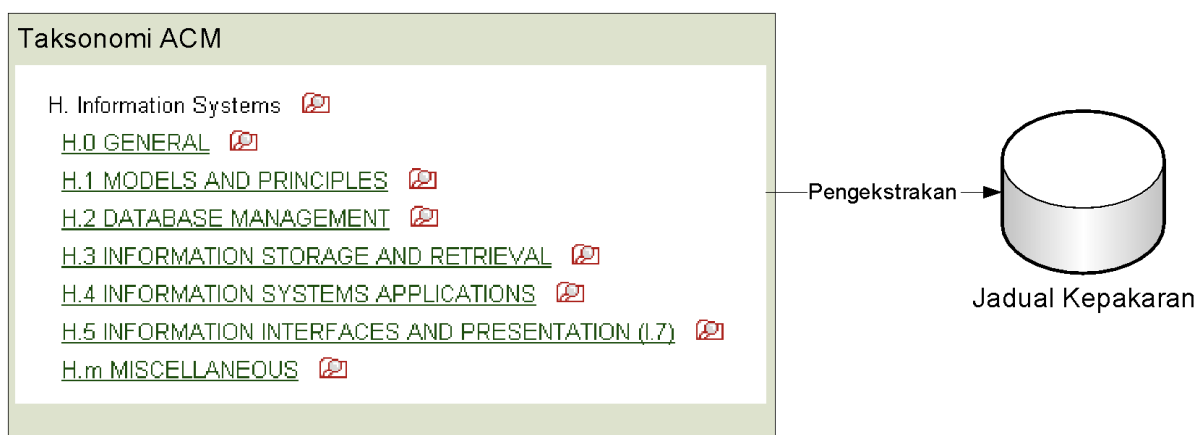 Taksonomi ACM
H. Information Systems
H.0 GENERAL
H.1 MODELS AND PRINCIPLES
H.2 DATABASE MANAGEMENT
H.3 INFORMATION STORAGE AND RETRIEVAL
H.4 INFORMATION SYSTEMS APPLICATIONS
H.5 INFORMATION INTERFACES AND PRESENTATION (I.7)
H.m MISCELLANEOUS
Pengekstrakan
Jadual Kepakaran